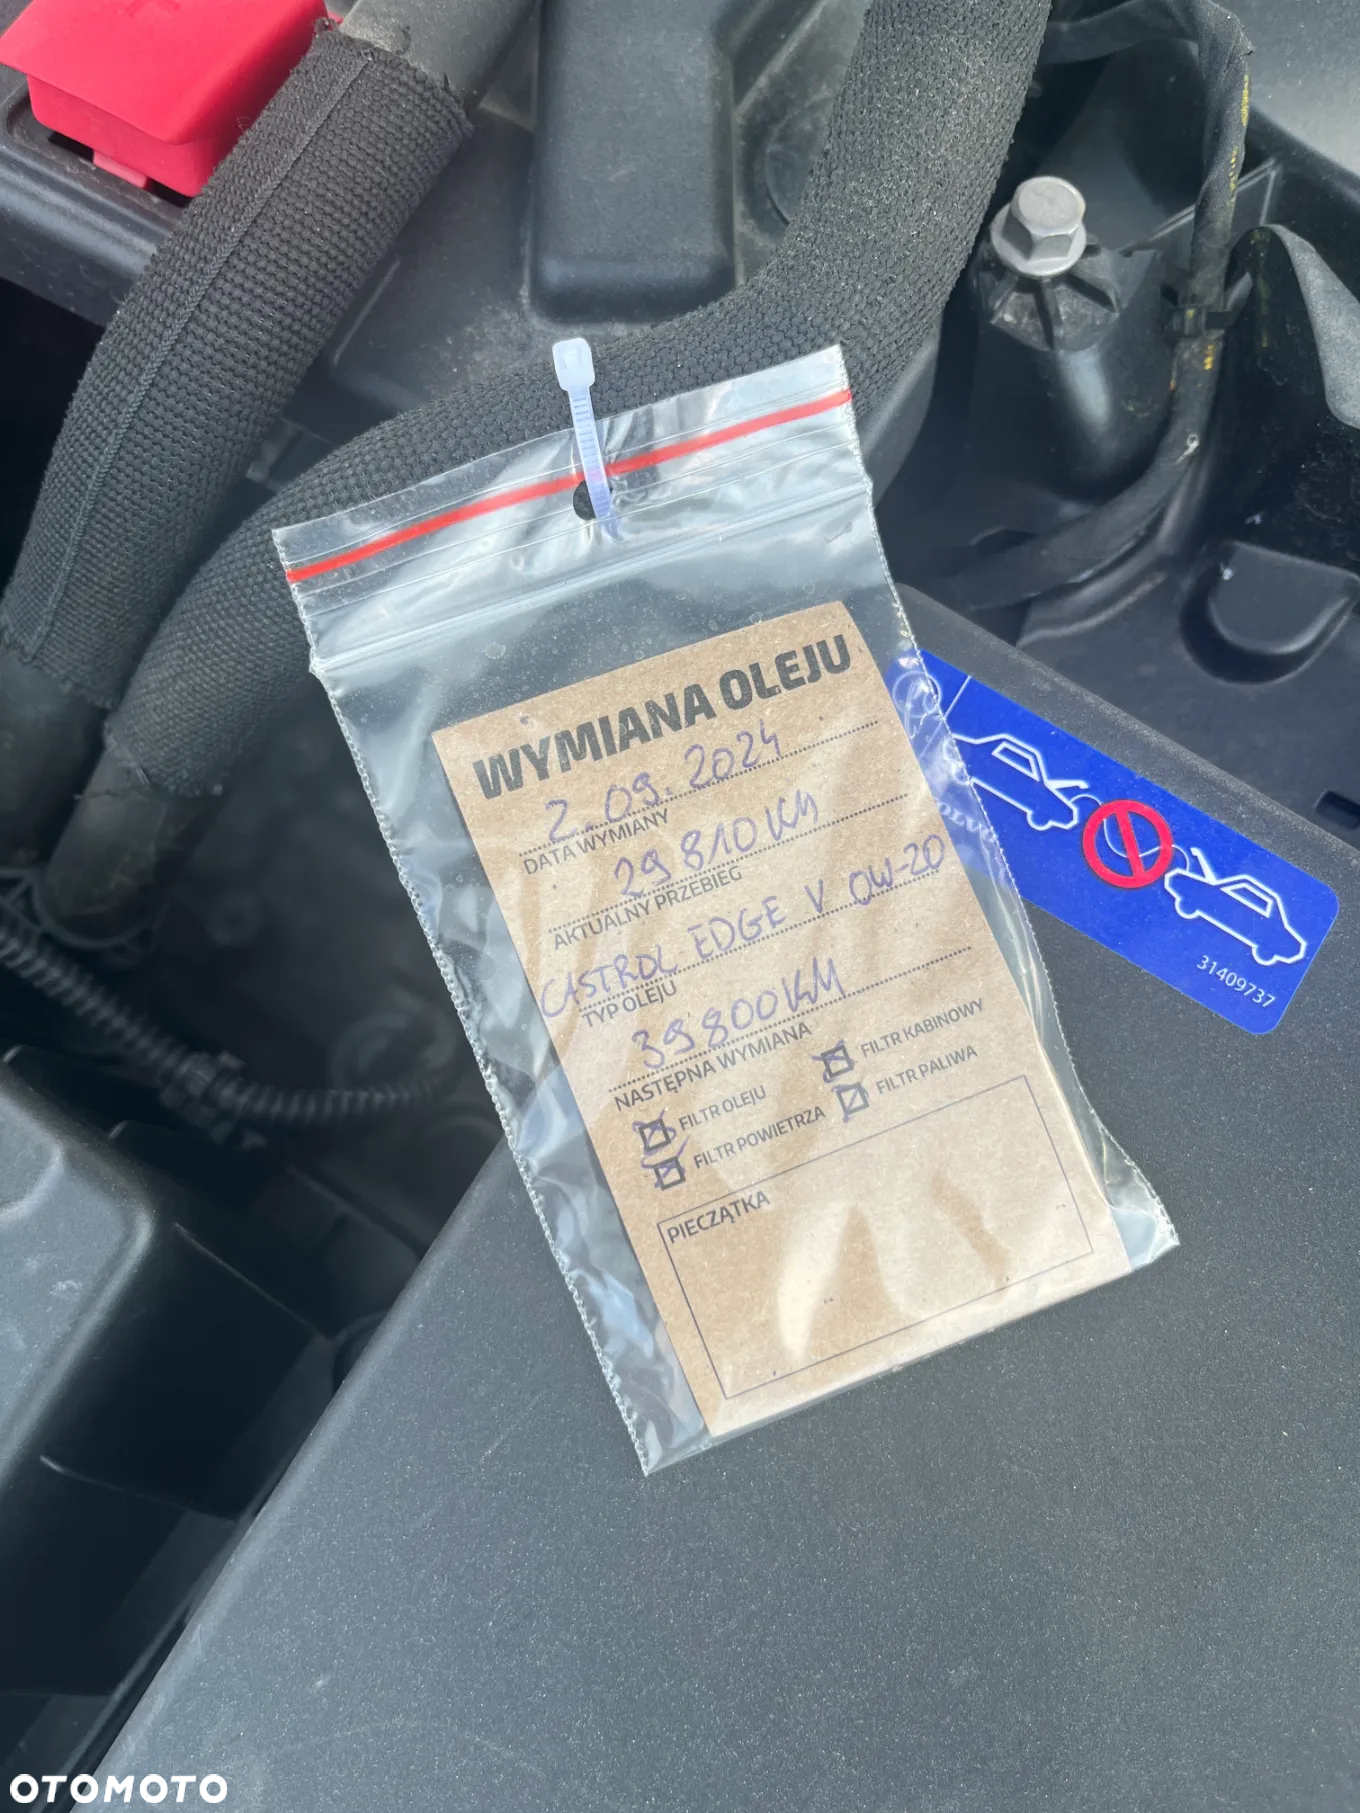 WYMIANA OLEJU
2.09.2024
DATA WYMIANY
29 810 KM
AKTUALNY PRZEBIEG
CASTROL EDGE V 0W-20
TYP OLEJU
39 800 KM
NASTĘPNA WYMIANA
FILTR OLEJU
FILTR KABINOWY
FILTR POWIETRZA
FILTR PALIWA
PIECZĄTKA
VOLVO
31409737
OTOMOTO